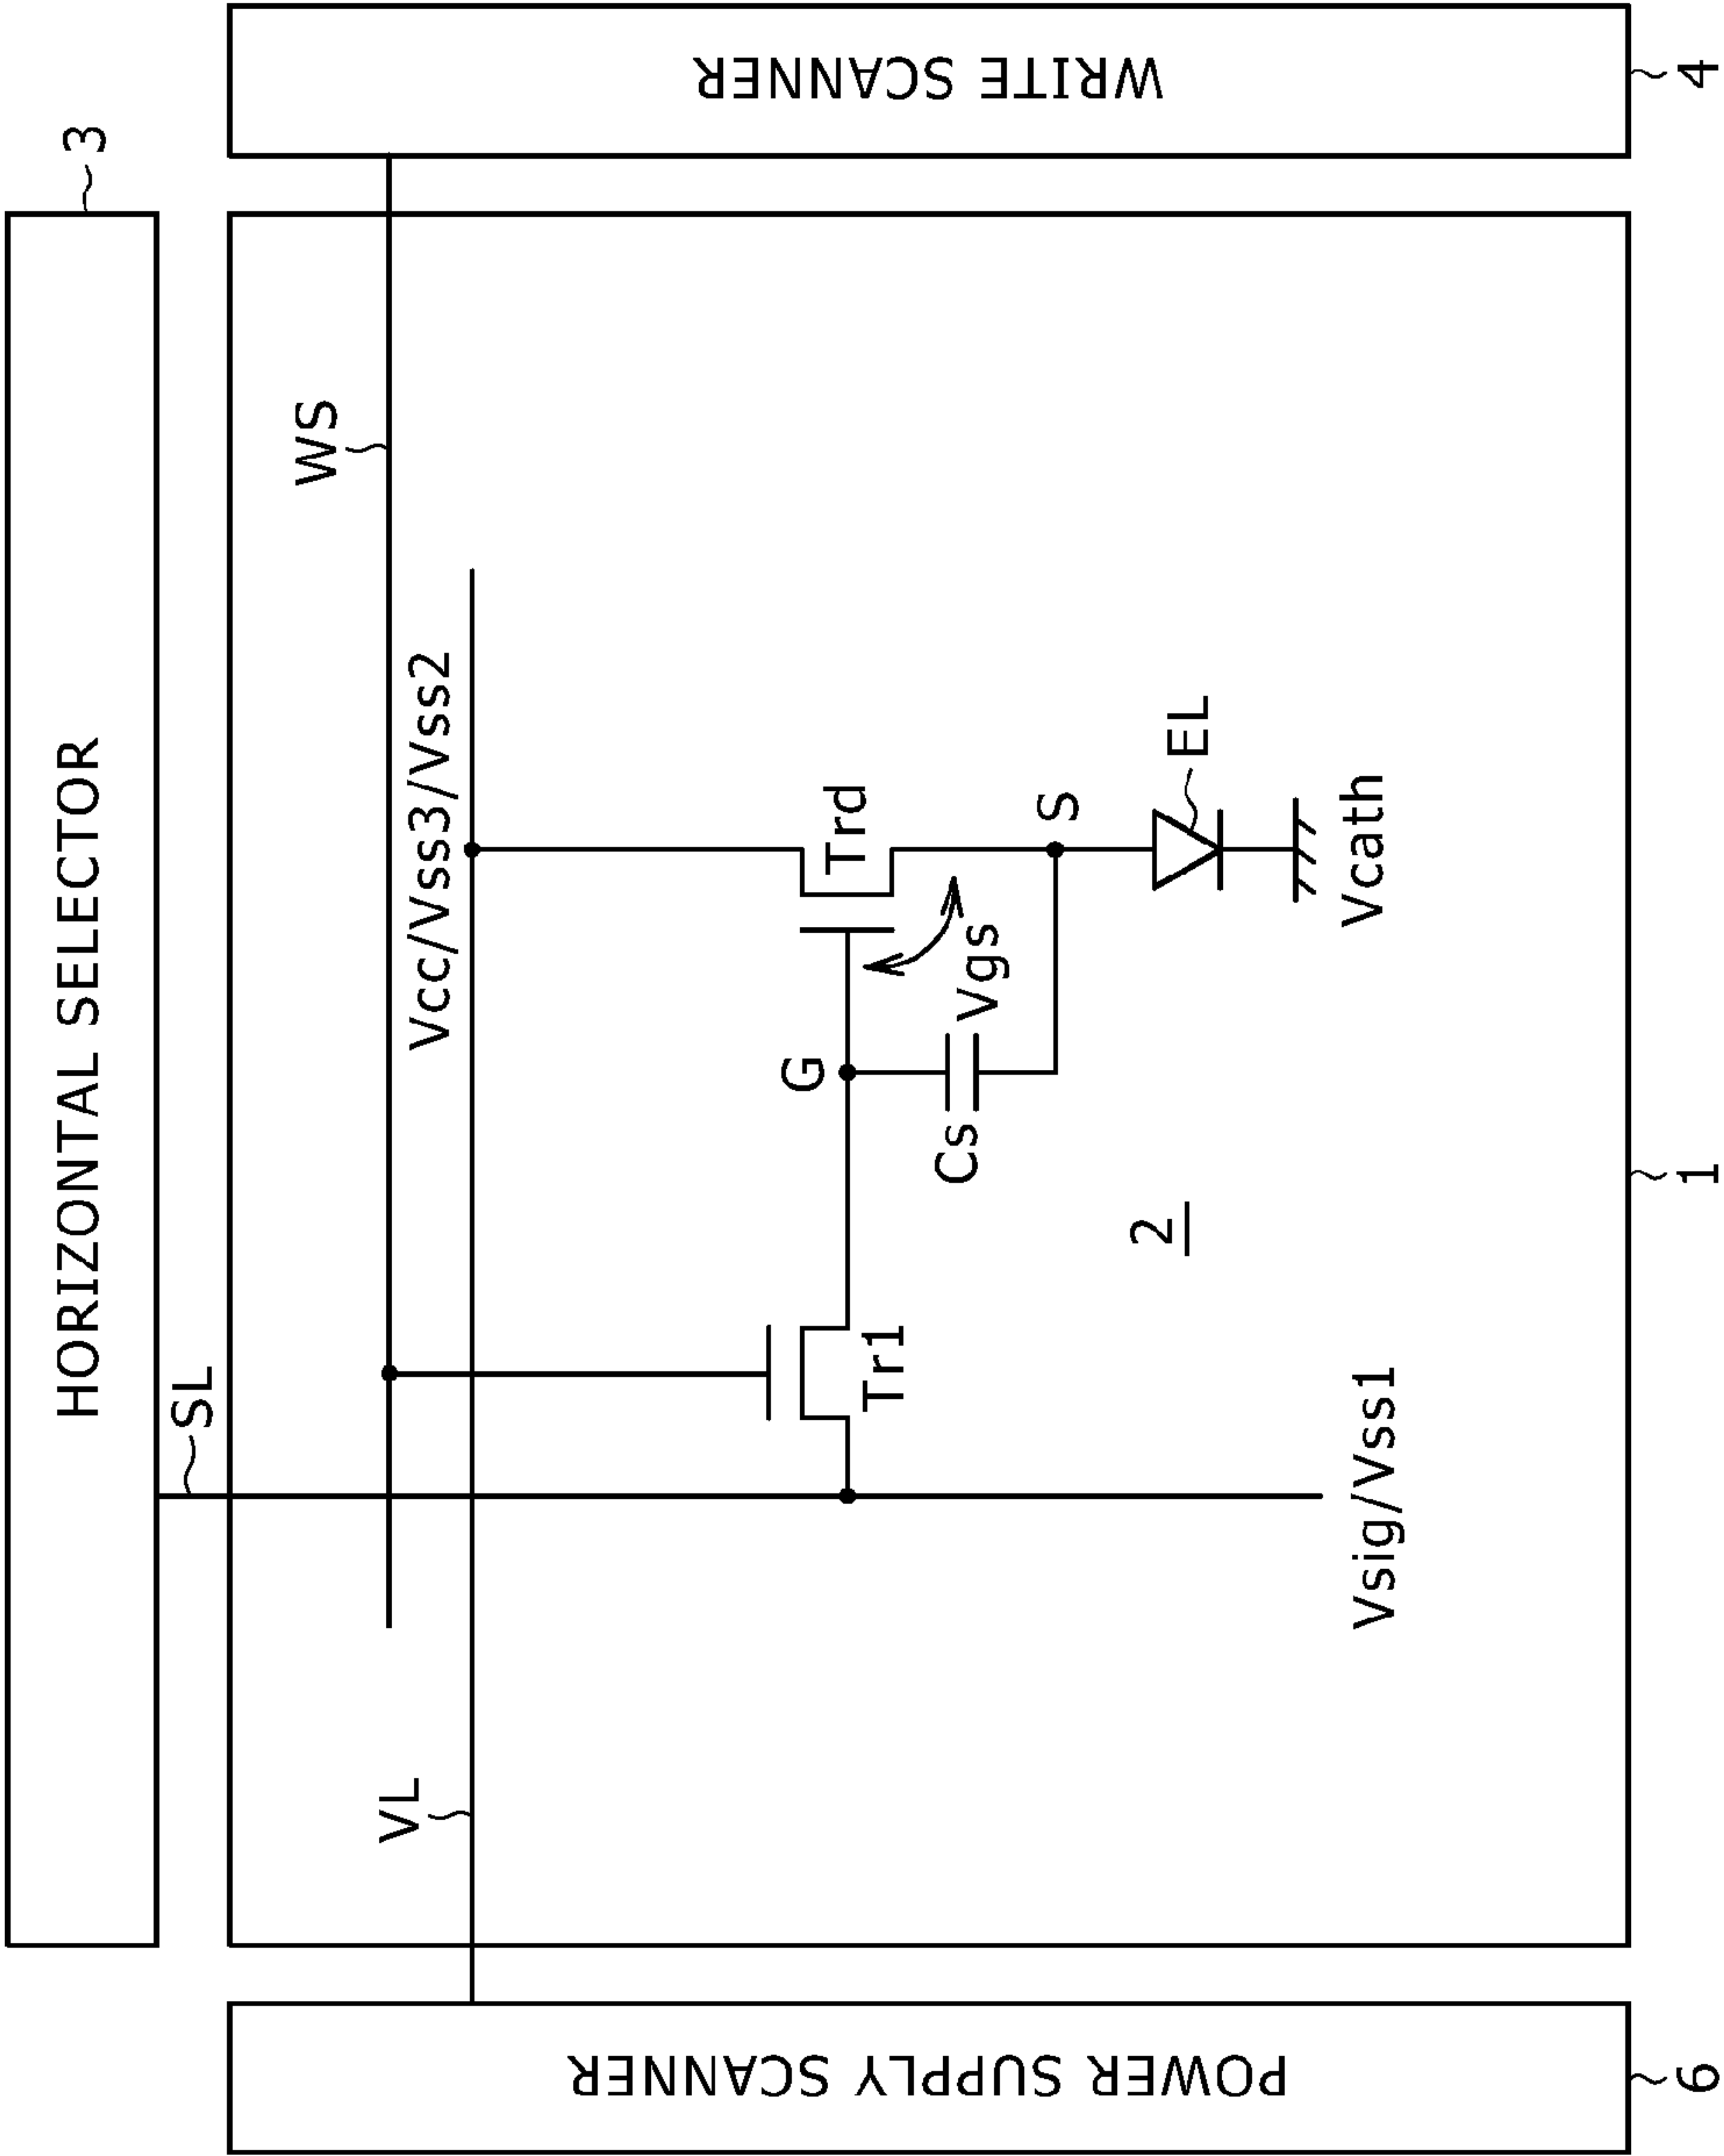 HORIZONTAL SELECTOR
3
SL
POWER SUPPLY SCANNER
6
VL
WS
Vcc/Vss3/Vss2
WRITE SCANNER
4
Tr1
G
Trd
Cs
Vgs
S
2
EL
Vsig/Vss1
Vcath
1